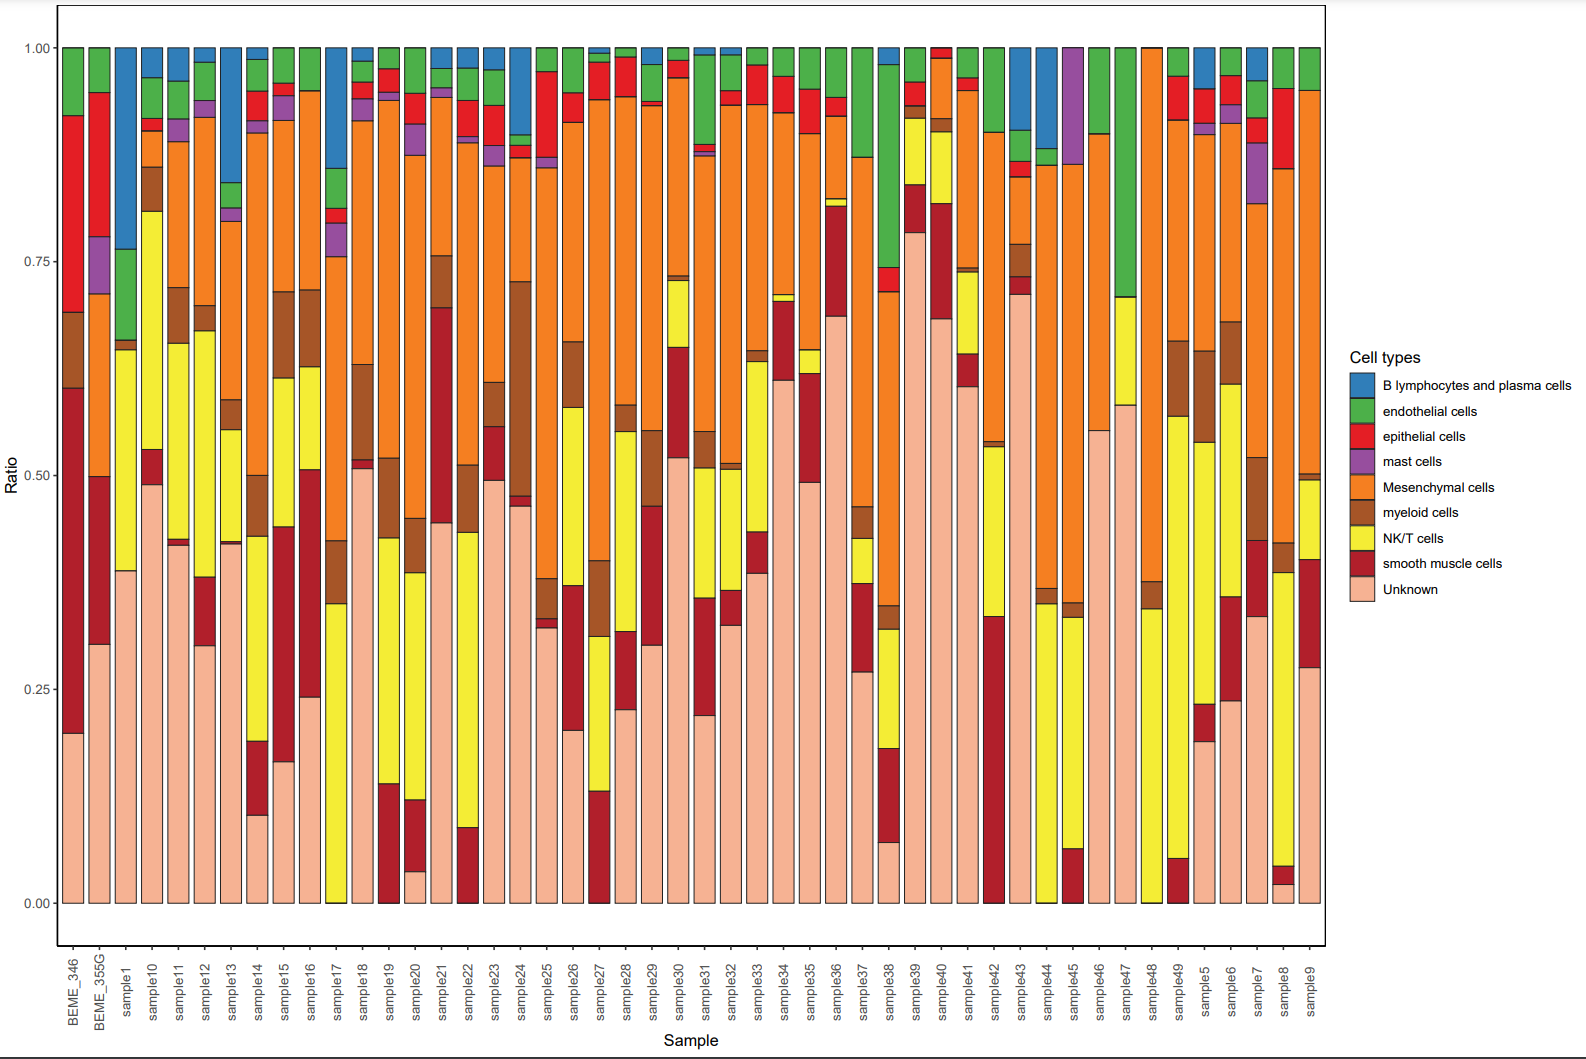 1.00
0.75
0.50
0.25
0.00
Ratio
BEME_346
BEME_355G
sample1
sample10
sample11
sample12
sample13
sample14
sample15
sample16
sample17
sample18
sample19
sample20
sample21
sample22
sample23
sample24
sample25
sample26
sample27
sample28
sample29
sample30
sample31
sample32
sample33
sample34
sample35
sample36
sample37
sample38
sample39
sample40
sample41
sample42
sample43
sample44
sample45
sample46
sample47
sample48
sample49
sample5
sample6
sample7
sample8
sample9
Sample
Cell types
B lymphocytes and plasma cells
endothelial cells
epithelial cells
mast cells
Mesenchymal cells
myeloid cells
NK/T cells
smooth muscle cells
Unknown